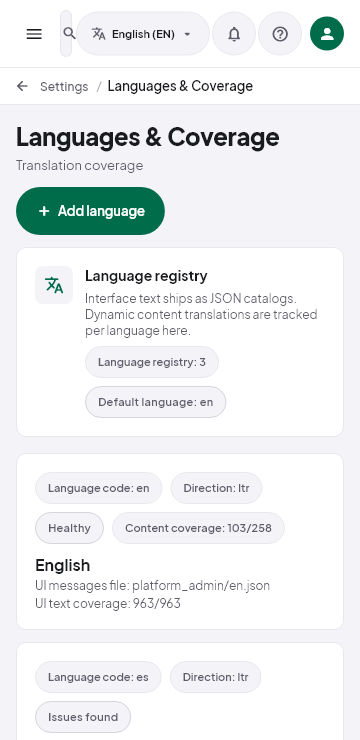 English (EN)
Settings / Languages & Coverage
Languages & Coverage
Translation coverage
+ Add language
Language registry
Interface text ships as JSON catalogs.
Dynamic content translations are tracked
per language here.
Language registry: 3
Default language: en
Language code: en
Direction: ltr
Healthy
Content coverage: 103/258
English
UI messages file: platform_admin/en.json
UI text coverage: 963/963
Language code: es
Direction: ltr
Issues found